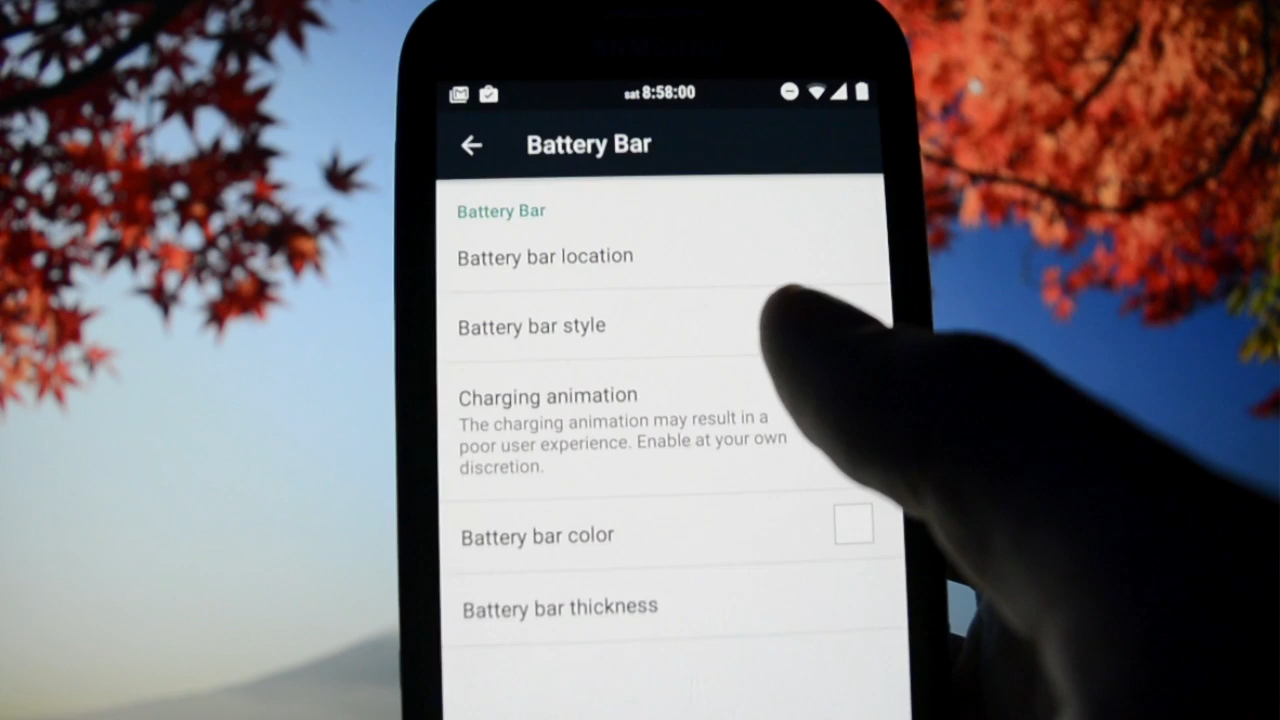 sat 8:58:00
Battery Bar
Battery Bar
Battery bar location
Battery bar style
Charging animation
The charging animation may result in a
poor user experience. Enable at your own
discretion.
Battery bar color
Battery bar thickness